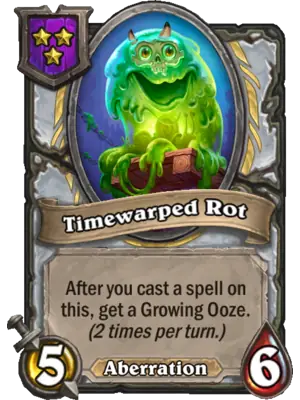 Timewarped Rot
After you cast a spell on
this, get a Growing Ooze.
(2 times per turn.)
5
Aberration
6